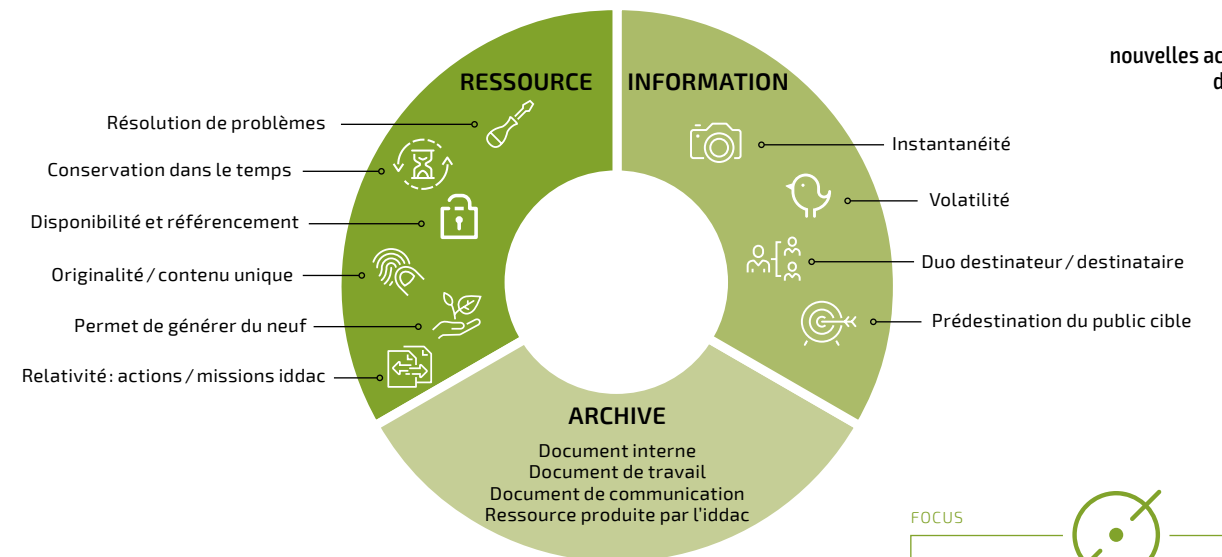 nouvelles
RESSOURCE
Résolution de problèmes
Conservation dans le temps
Disponibilité et référencement
Originalité / contenu unique
Permet de générer du neuf
Relativité : actions / missions iddac
INFORMATION
Instantanéité
Volatilité
Duo destinateur / destinataire
Prédestination du public cible
ARCHIVE
Document interne
Document de travail
Document de communication
Ressource produite par l'iddac
FOCUS